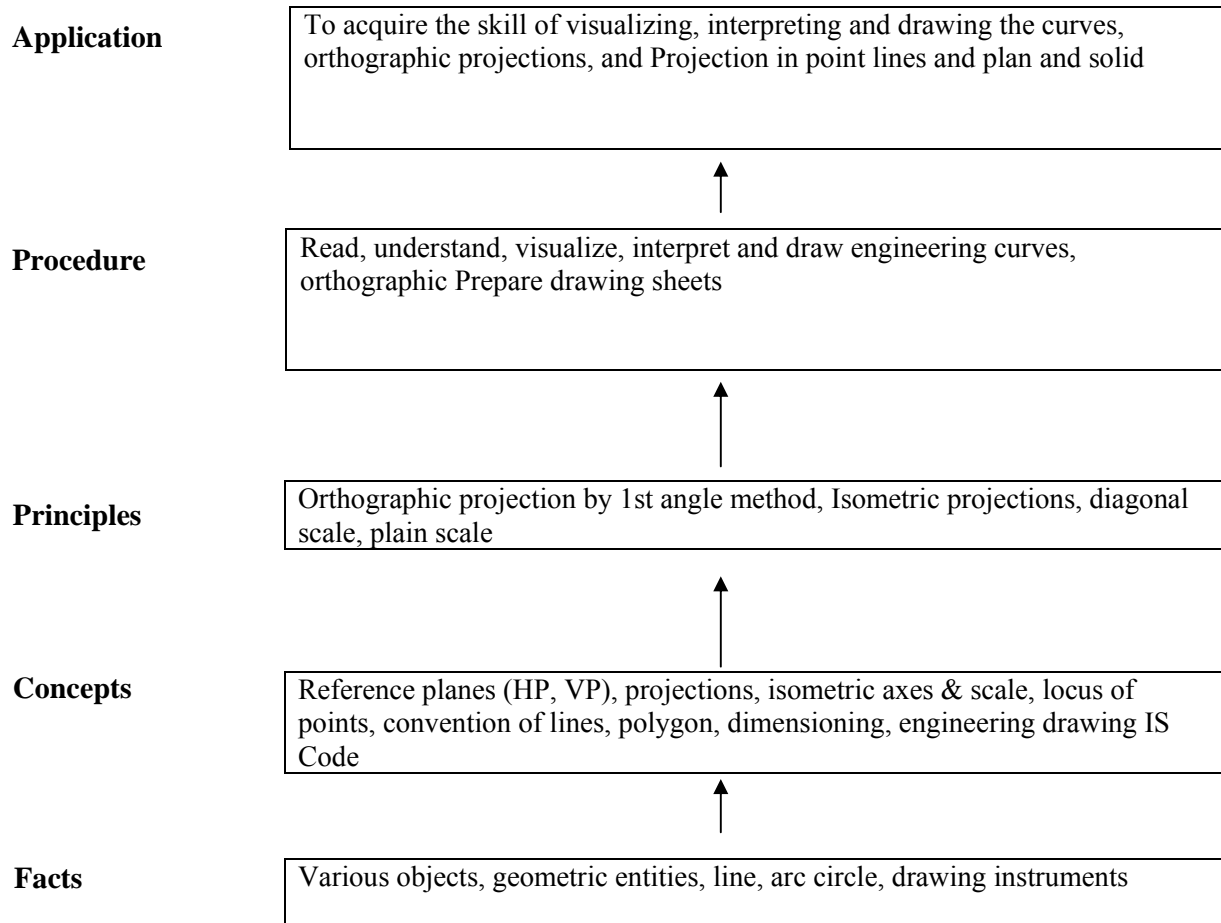 Application
To acquire the skill of visualizing, interpreting and drawing the curves,
orthographic projections, and Projection in point lines and plan and solid
Procedure
Read, understand, visualize, interpret and draw engineering curves,
orthographic Prepare drawing sheets
Principles
Orthographic projection by 1st angle method, Isometric projections, diagonal
scale, plain scale
Concepts
Reference planes (HP, VP), projections, isometric axes & scale, locus of
points, convention of lines, polygon, dimensioning, engineering drawing IS
Code
Facts
Various objects, geometric entities, line, arc circle, drawing instruments